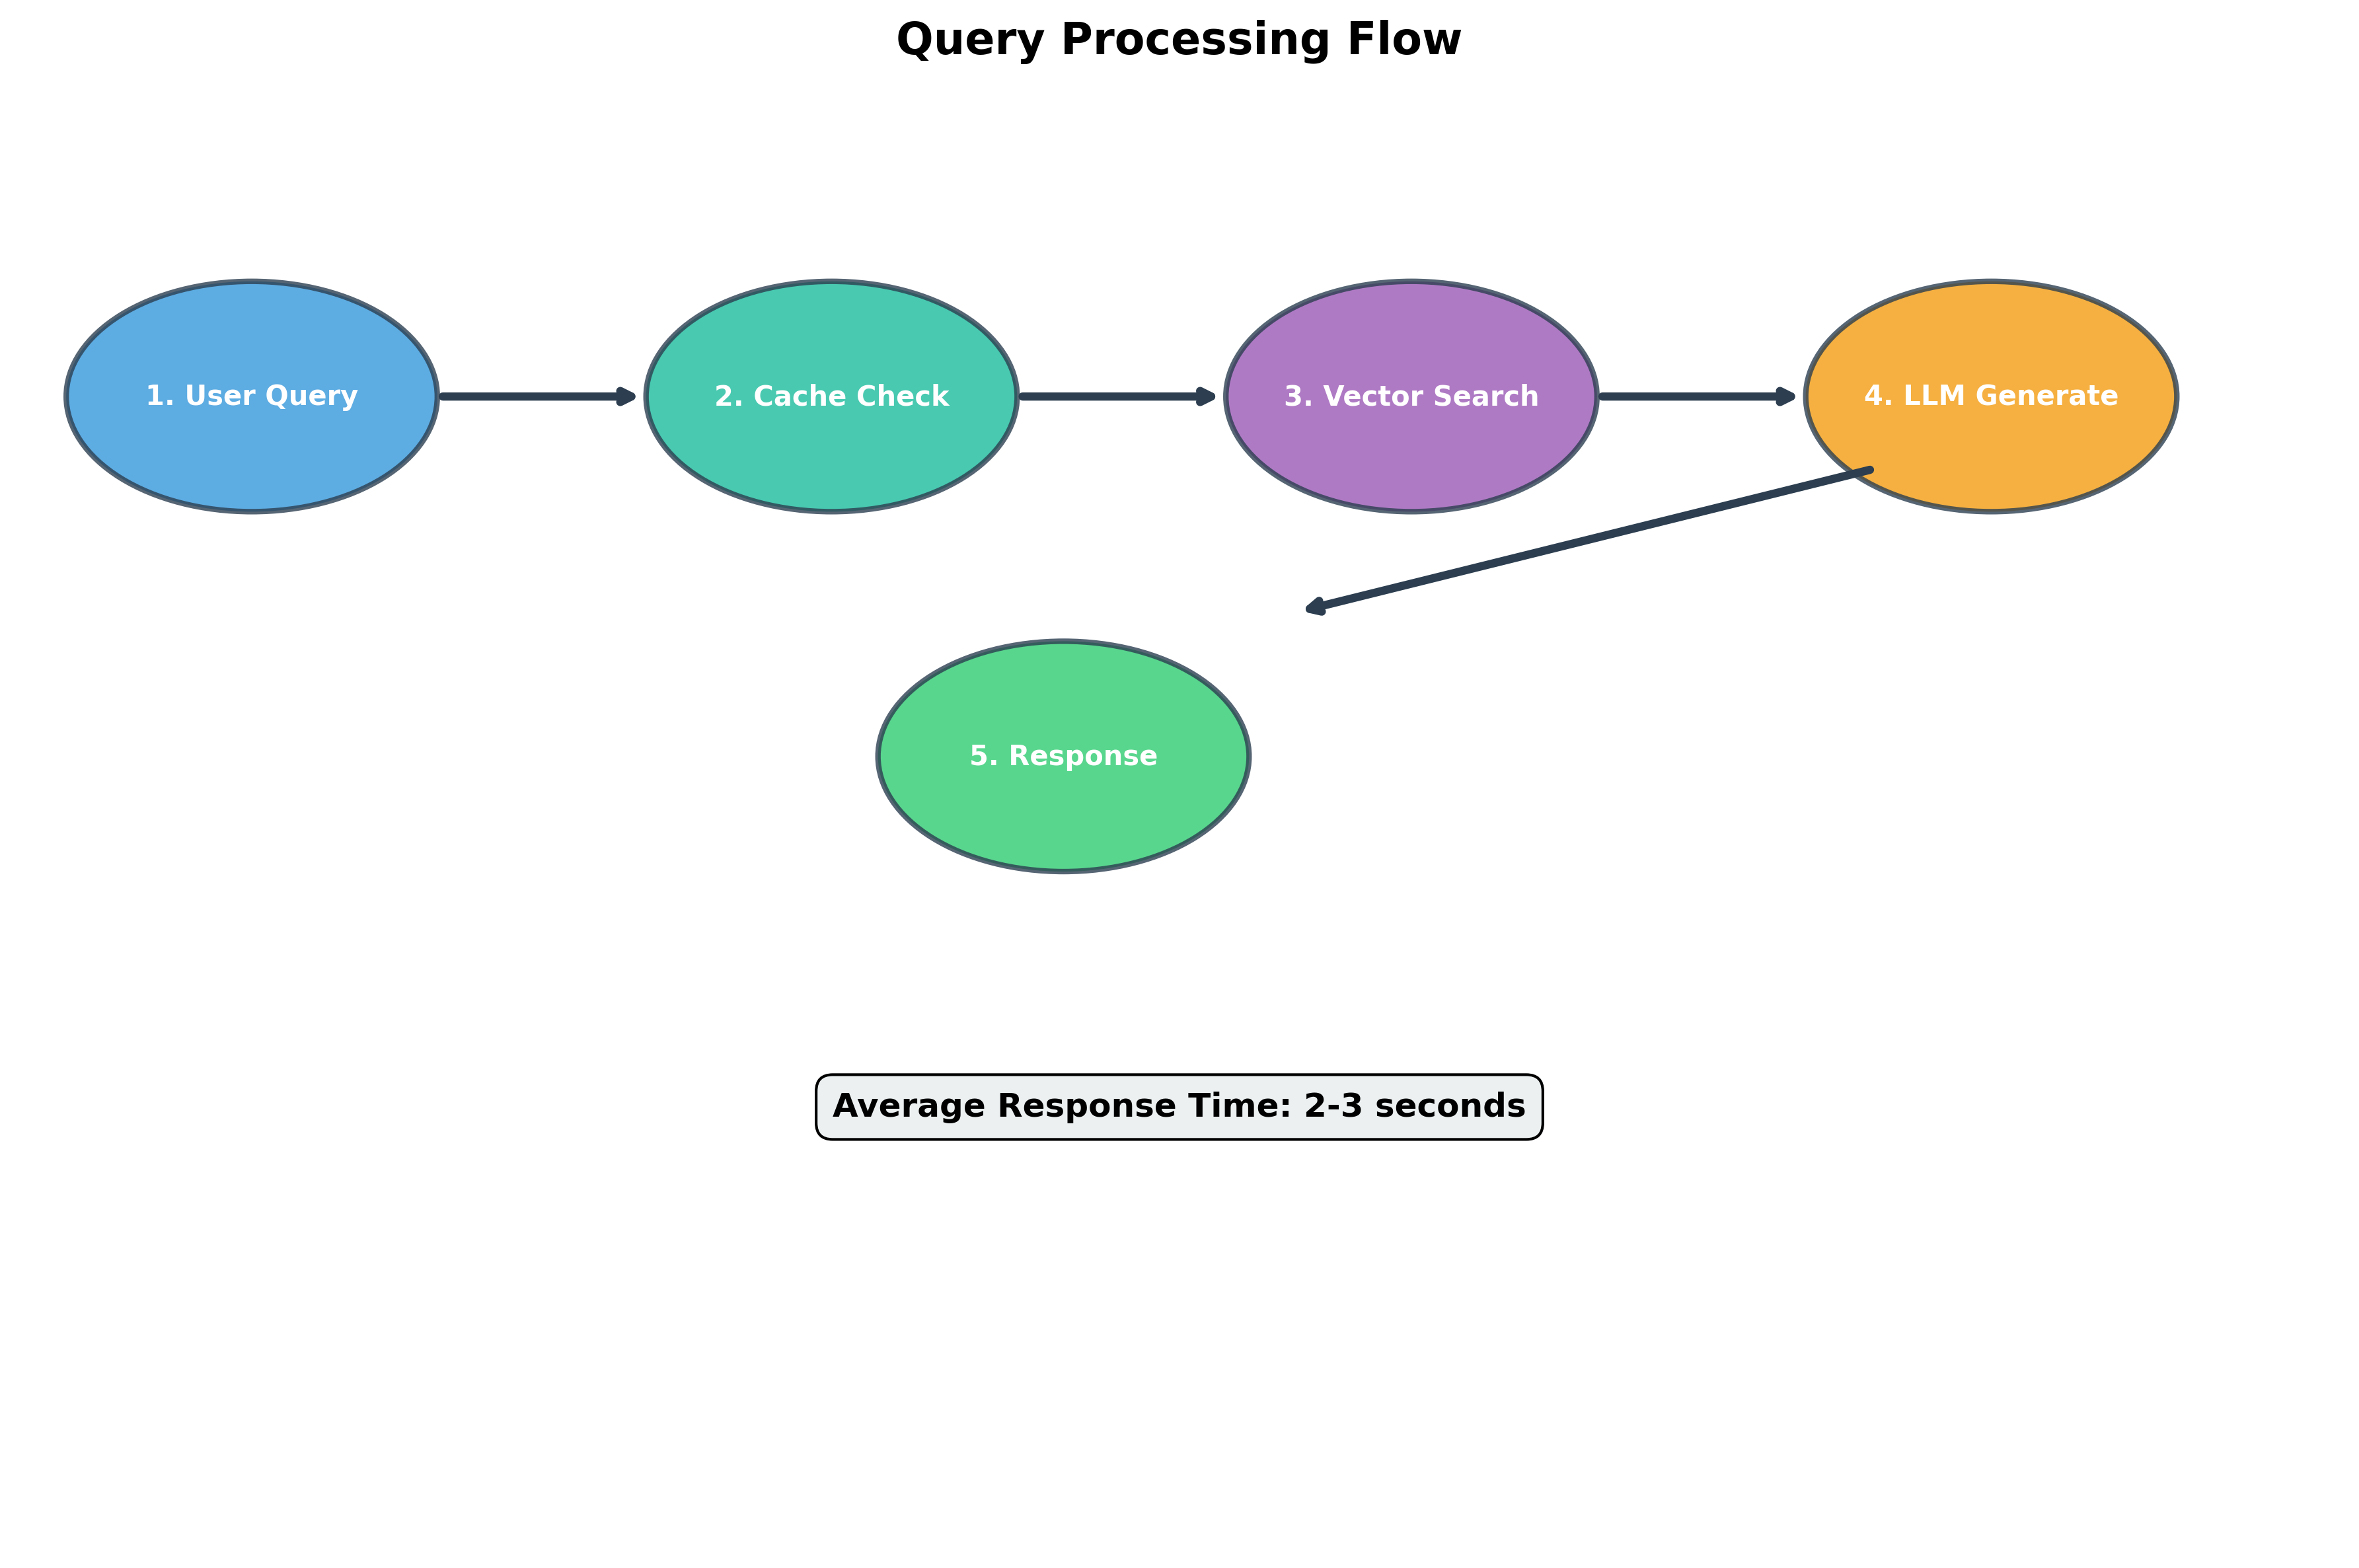 Query Processing Flow
1. User Query
2. Cache Check
3. Vector Search
4. LLM Generate
5. Response
Average Response Time: 2-3 seconds